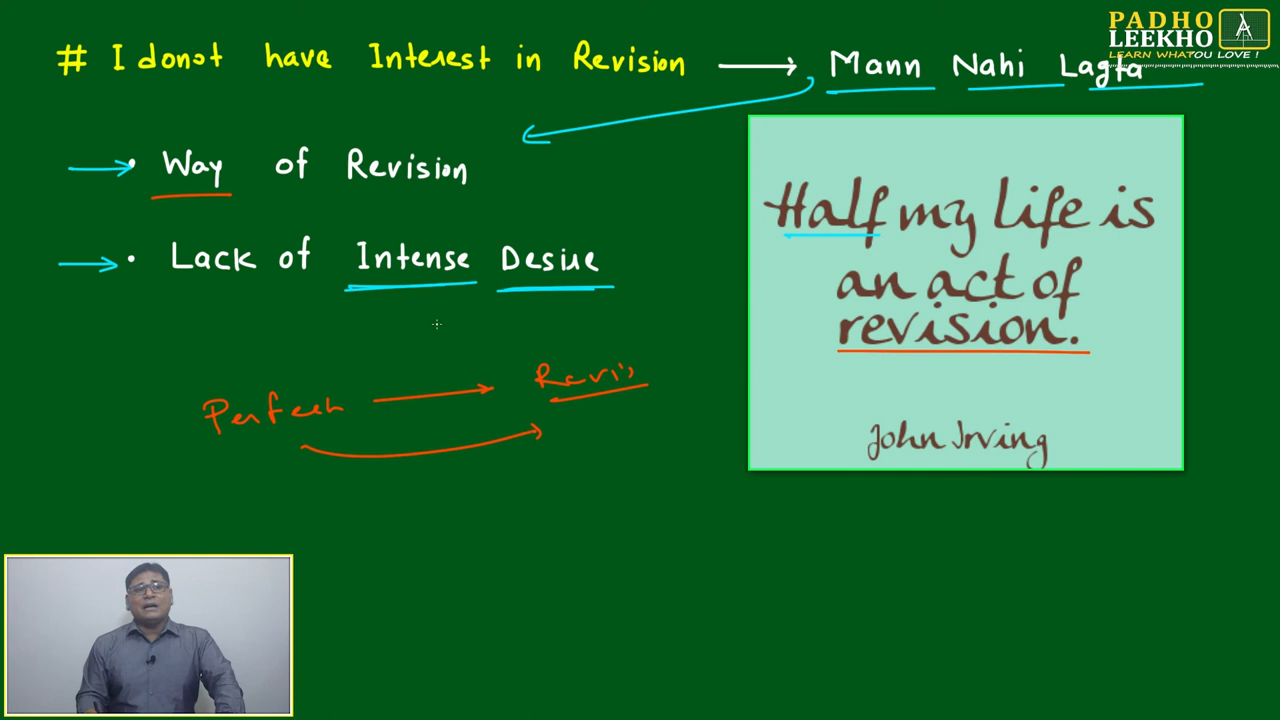 # I donot have Interest in Revision → Mann Nahi Lagta
PADHO
LEEKHO
LEARN WHAT YOU LOVE !
• Way of Revision
• Lack of Intense Desire
Half my life is
an act of
revision.
John Irving
→ Revis